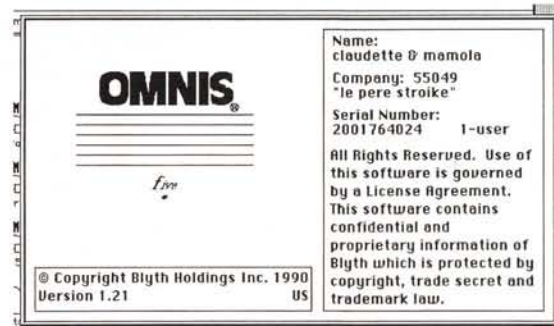 OMNIS®
five
© Copyright Blyth Holdings Inc. 1990
Version 1.21 US
Name:
claudette & mamola
Company: 55049
"le pere stroike"
Serial Number:
2001764024 1-user
All Rights Reserved. Use of
this software is governed
by a License Agreement.
This software contains
confidential and
proprietary information of
Blyth which is protected by
copyright, trade secret and
trademark law.